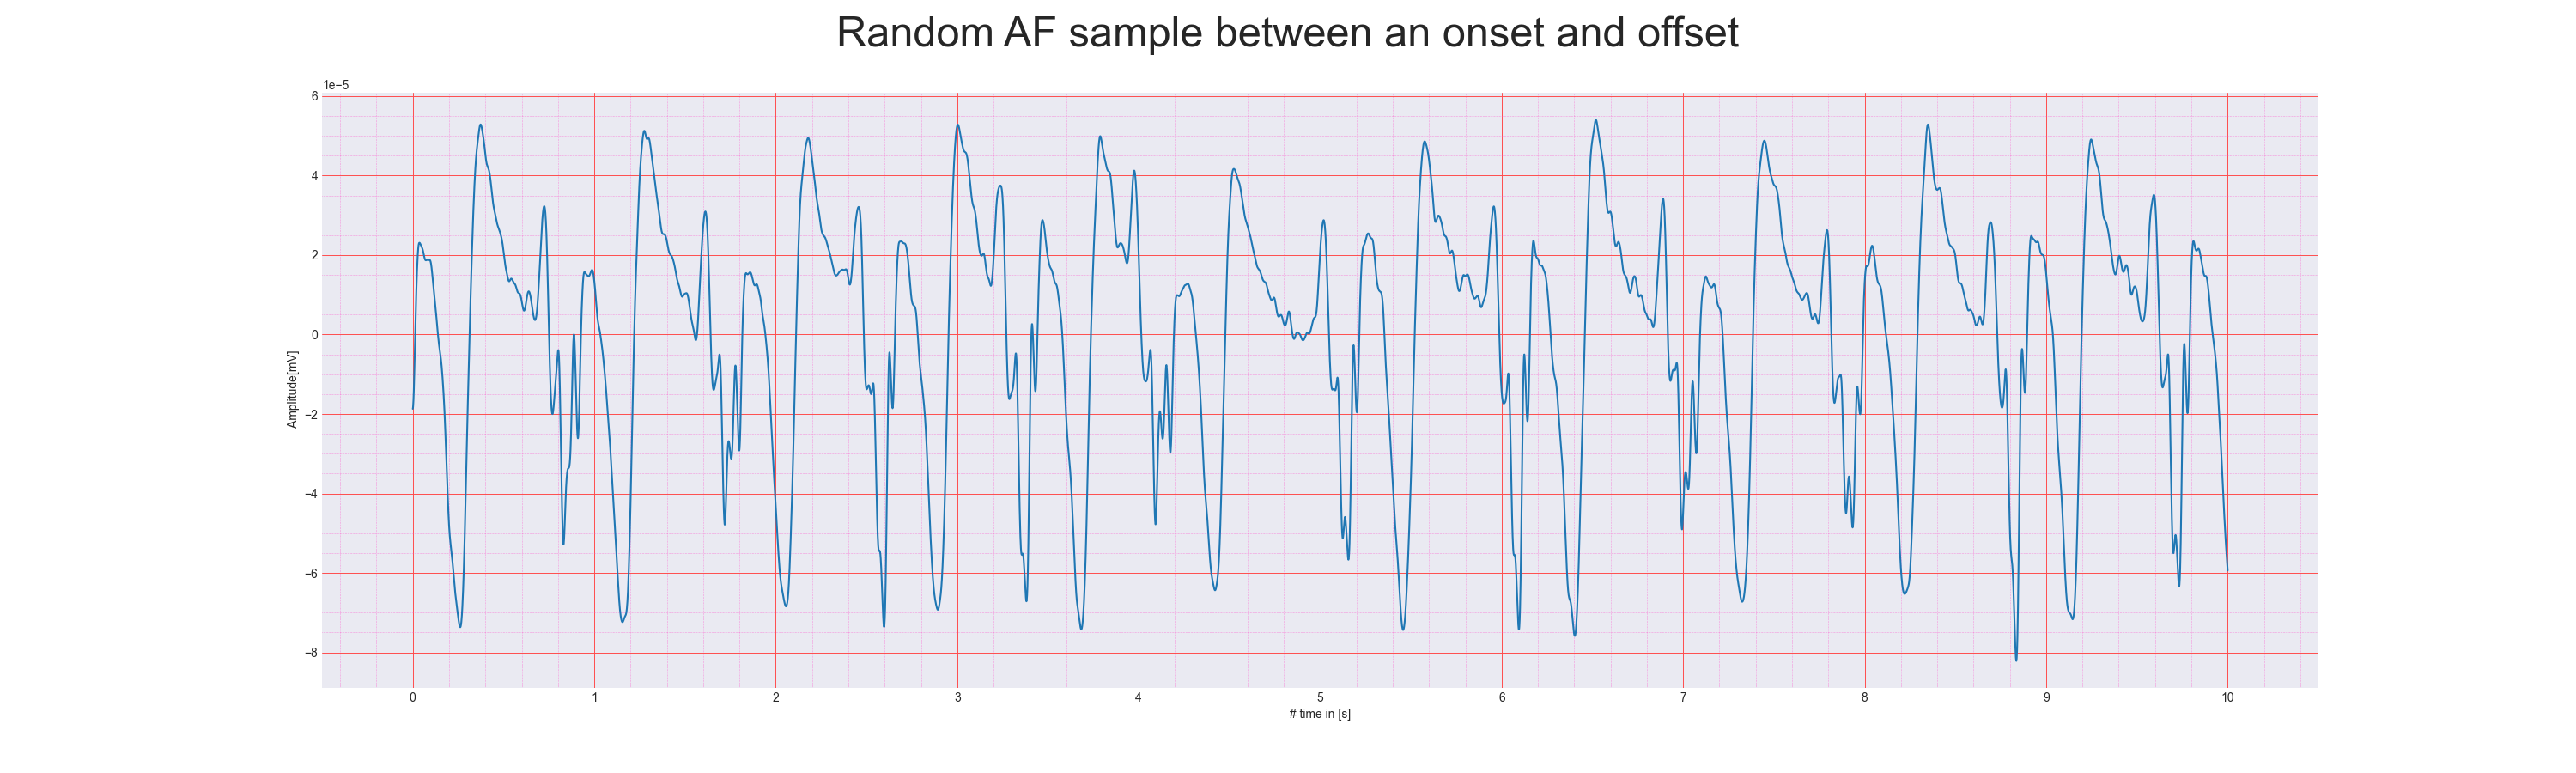 Random AF sample between an onset and offset
1e−5
6
4
2
0
−2
−4
−6
−8
Amplitude[mV]
0 1 2 3 4 5 6 7 8 9 10
# time in [s]